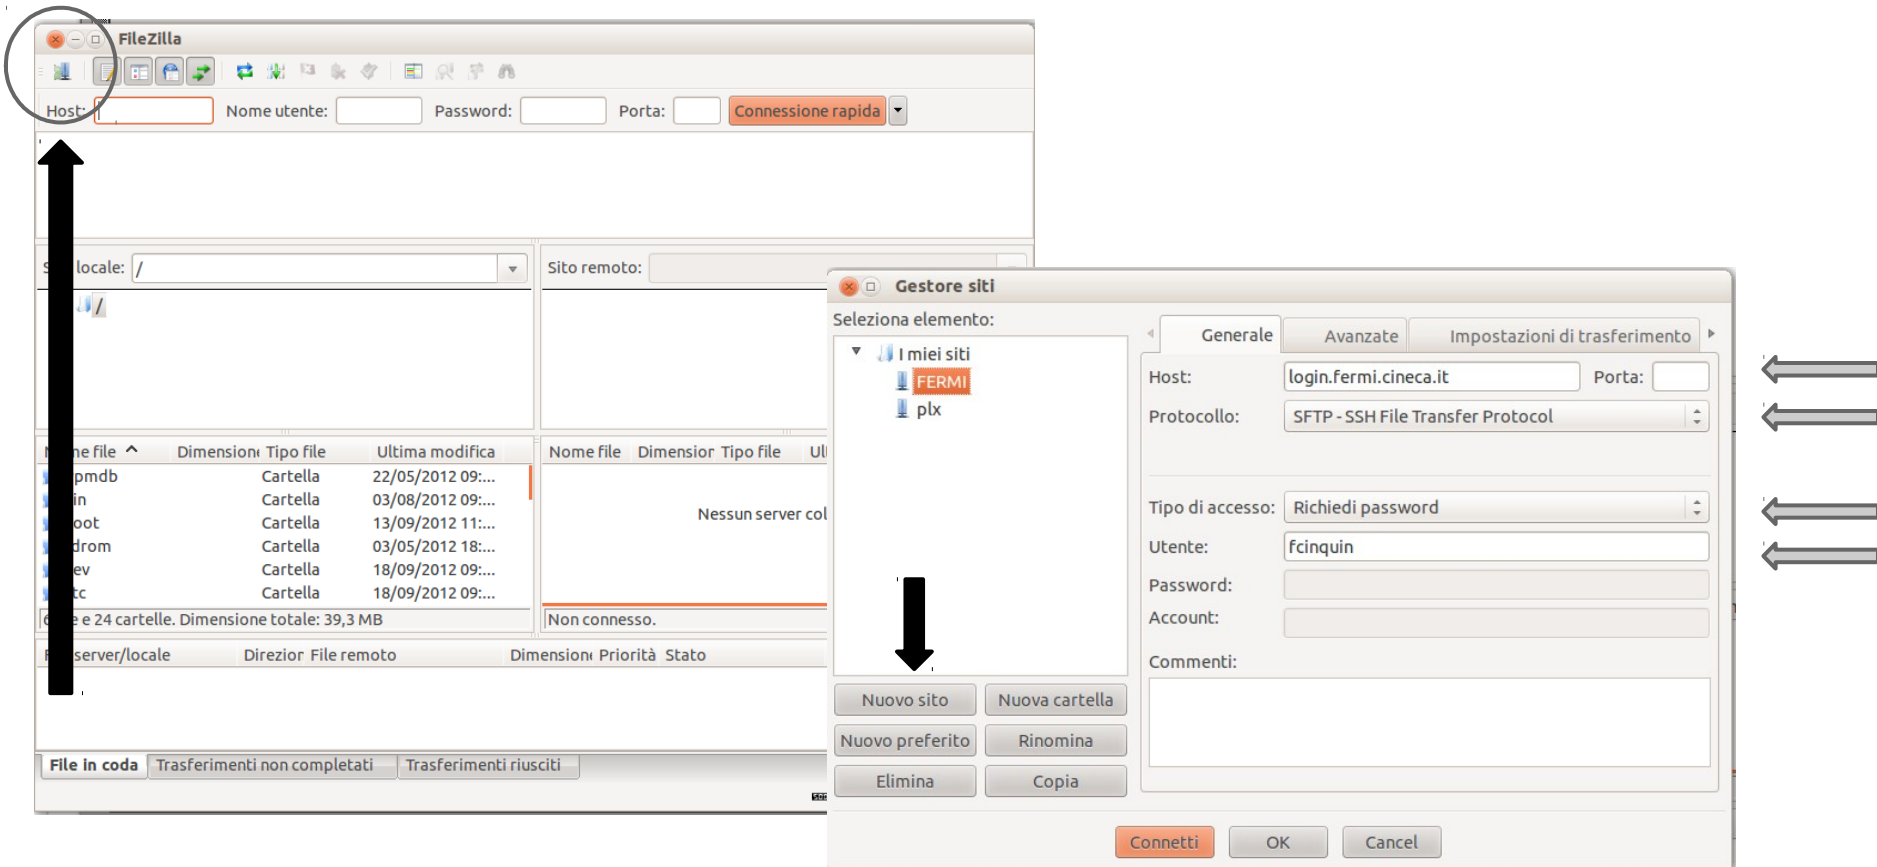 FileZilla
Host: Nome utente: Password: Porta: Connessione rapida
locale: /
Sito remoto:
/
file Dimension Tipo file Ultima modifica
pmdb Cartella 22/05/2012 09:...
in Cartella 03/08/2012 09:...
oot Cartella 13/09/2012 11:...
drom Cartella 03/05/2012 18:...
ev Cartella 18/09/2012 09:...
tc Cartella 18/09/2012 09:...
e 24 cartelle. Dimensione totale: 39,3 MB
Nome file Dimension Tipo file Ul
Nessun server col
Non connesso.
server/locale Direzior File remoto Dimension Priorità Stato
File in coda Trasferimenti non completati Trasferimenti riusciti
Gestore siti
Seleziona elemento:
I miei siti
FERMI
plx
Nuovo sito Nuova cartella
Nuovo preferito Rinomina
Elimina Copia
Generale Avanzate Impostazioni di trasferimento
Host: login.fermi.cineca.it Porta:
Protocollo: SFTP - SSH File Transfer Protocol
Tipo di accesso: Richiedi password
Utente: fcinquin
Password:
Account:
Commenti:
Connetti OK Cancel